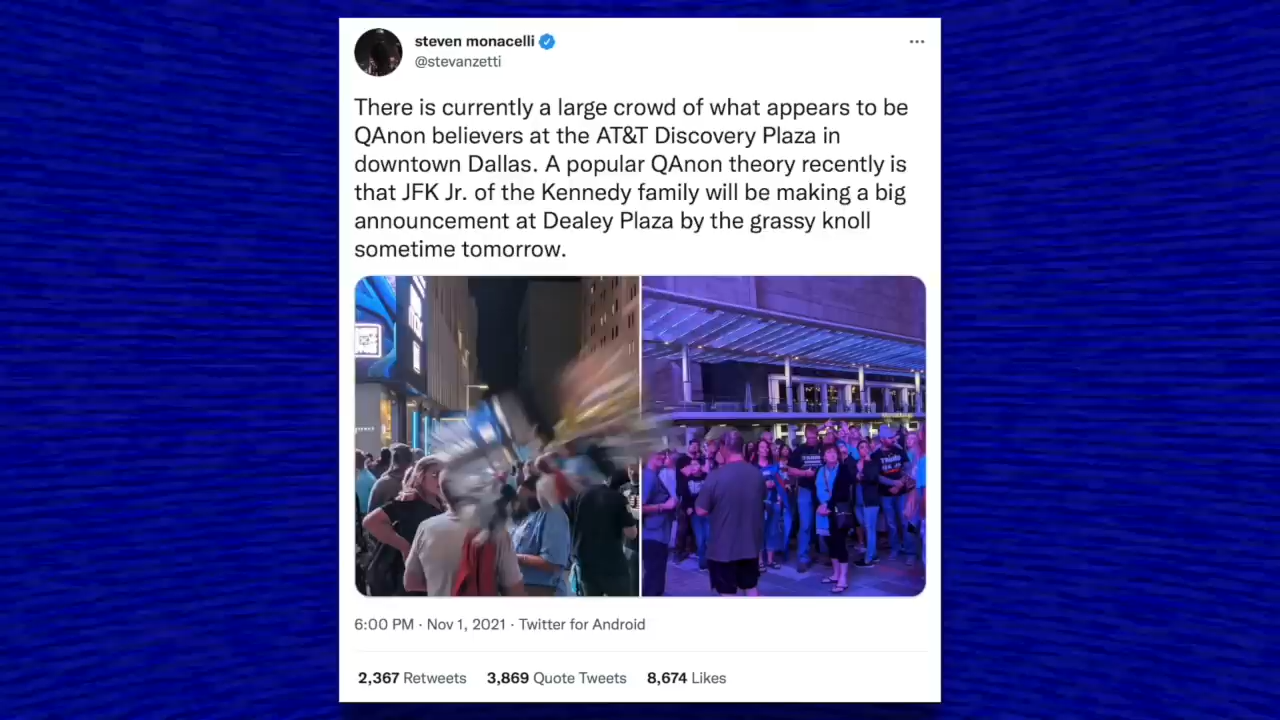 steven monacelli
@stevanzetti
There is currently a large crowd of what appears to be
QAnon believers at the AT&T Discovery Plaza in
downtown Dallas. A popular QAnon theory recently is
that JFK Jr. of the Kennedy family will be making a big
announcement at Dealey Plaza by the grassy knoll
sometime tomorrow.
6:00 PM · Nov 1, 2021 · Twitter for Android
2,367 Retweets 3,869 Quote Tweets 8,674 Likes